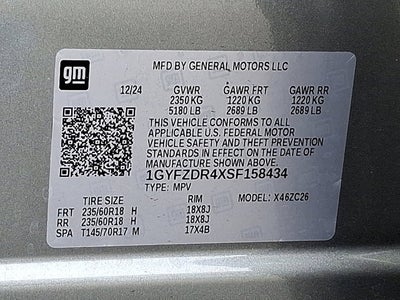 gm
MFD BY GENERAL MOTORS LLC
12/24 GVWR GAWR FRT GAWR RR
2350 KG 1220 KG 1220 KG
5180 LB 2689 LB 2689 LB
THIS VEHICLE CONFORMS TO ALL
APPLICABLE U.S. FEDERAL MOTOR
VEHICLE SAFETY AND THEFT PREVENTION
STANDARDS IN EFFECT ON THE DATE OF
MANUFACTURE SHOWN ABOVE.
1GYFZDR4XSF158434
TYPE: MPV MODEL: X46ZC26
TIRE SIZE RIM
FRT 235/60R18 H 18X8J
RR 235/60R18 H 18X8J
SPA T145/70R17 M 17X4B